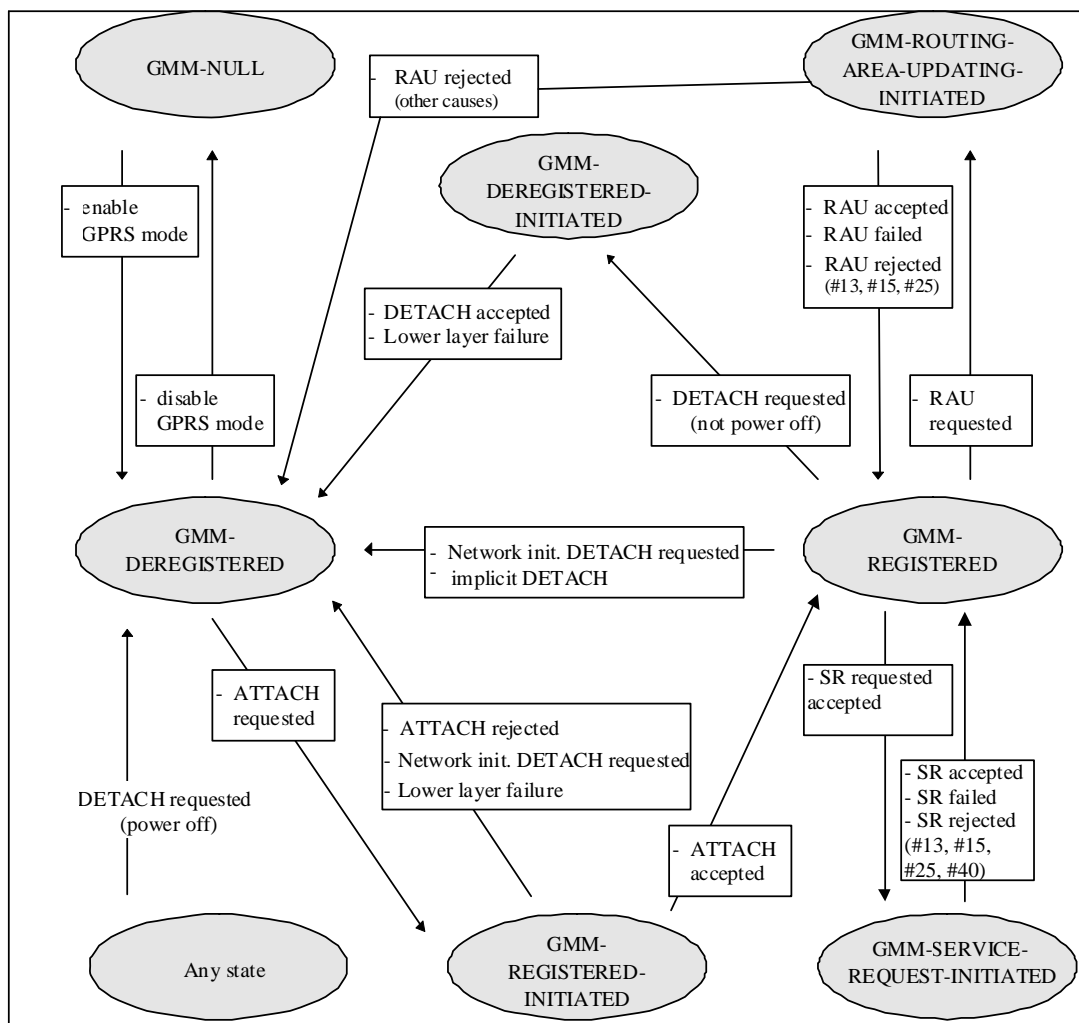 GMM-NULL
GMM-ROUTING-
AREA-UPDATING-
INITIATED
- RAU rejected
(other causes)
GMM-
DEREGISTERED-
INITIATED
- enable
GPRS mode
- RAU accepted
- RAU failed
- RAU rejected
(#13, #15, #25)
- DETACH accepted
- Lower layer failure
- disable
GPRS mode
- DETACH requested
(not power off)
- RAU
requested
GMM-
DEREGISTERED
- Network init. DETACH requested
- implicit DETACH
GMM-
REGISTERED
- ATTACH
requested
- ATTACH rejected
- Network init. DETACH requested
- Lower layer failure
- SR requested
accepted
DETACH requested
(power off)
- ATTACH
accepted
- SR accepted
- SR failed
- SR rejected
(#13, #15,
#25, #40)
Any state
GMM-
REGISTERED-
INITIATED
GMM-SERVICE-
REQUEST-INITIATED